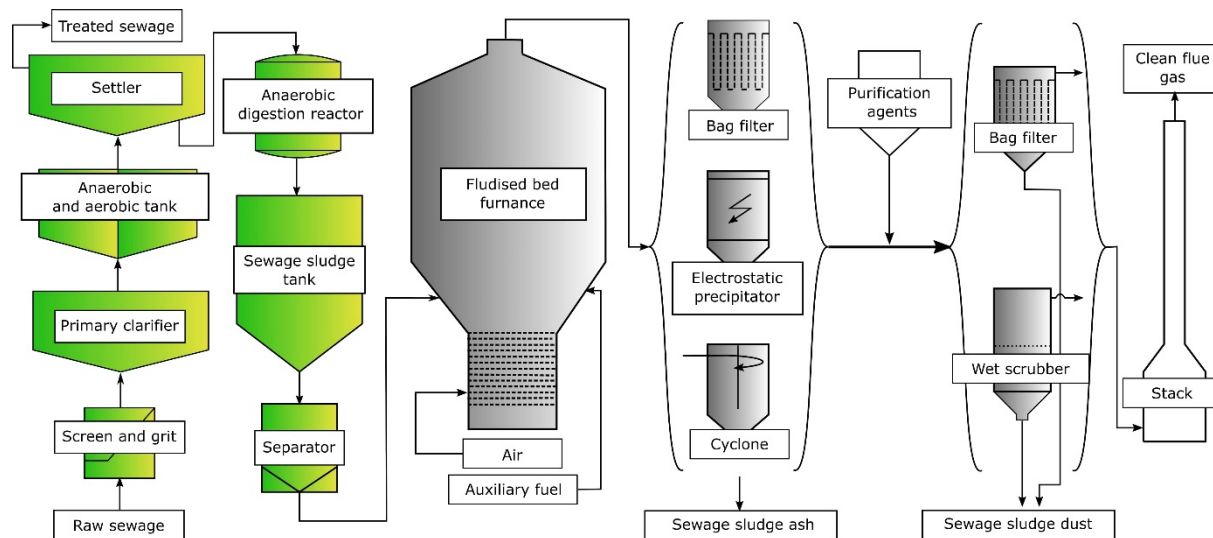 Treated sewage
Settler
Anaerobic
and aerobic tank
Primary clarifier
Screen and grit
Raw sewage
Anaerobic
digestion reactor
Sewage sludge
tank
Separator
Fludised bed
furnance
Air
Auxiliary fuel
Bag filter
Electrostatic
precipitator
Cyclone
Sewage sludge ash
Purification
agents
Bag filter
Wet scrubber
Sewage sludge dust
Clean flue
gas
Stack